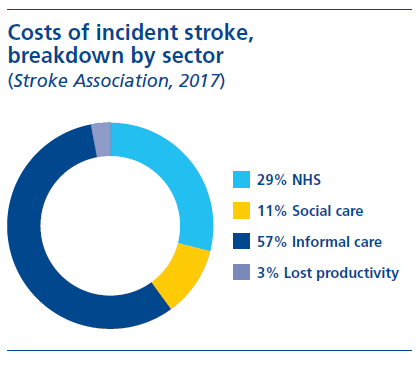 Costs of incident stroke,
breakdown by sector
(Stroke Association, 2017)
29% NHS
11% Social care
57% Informal care
3% Lost productivity